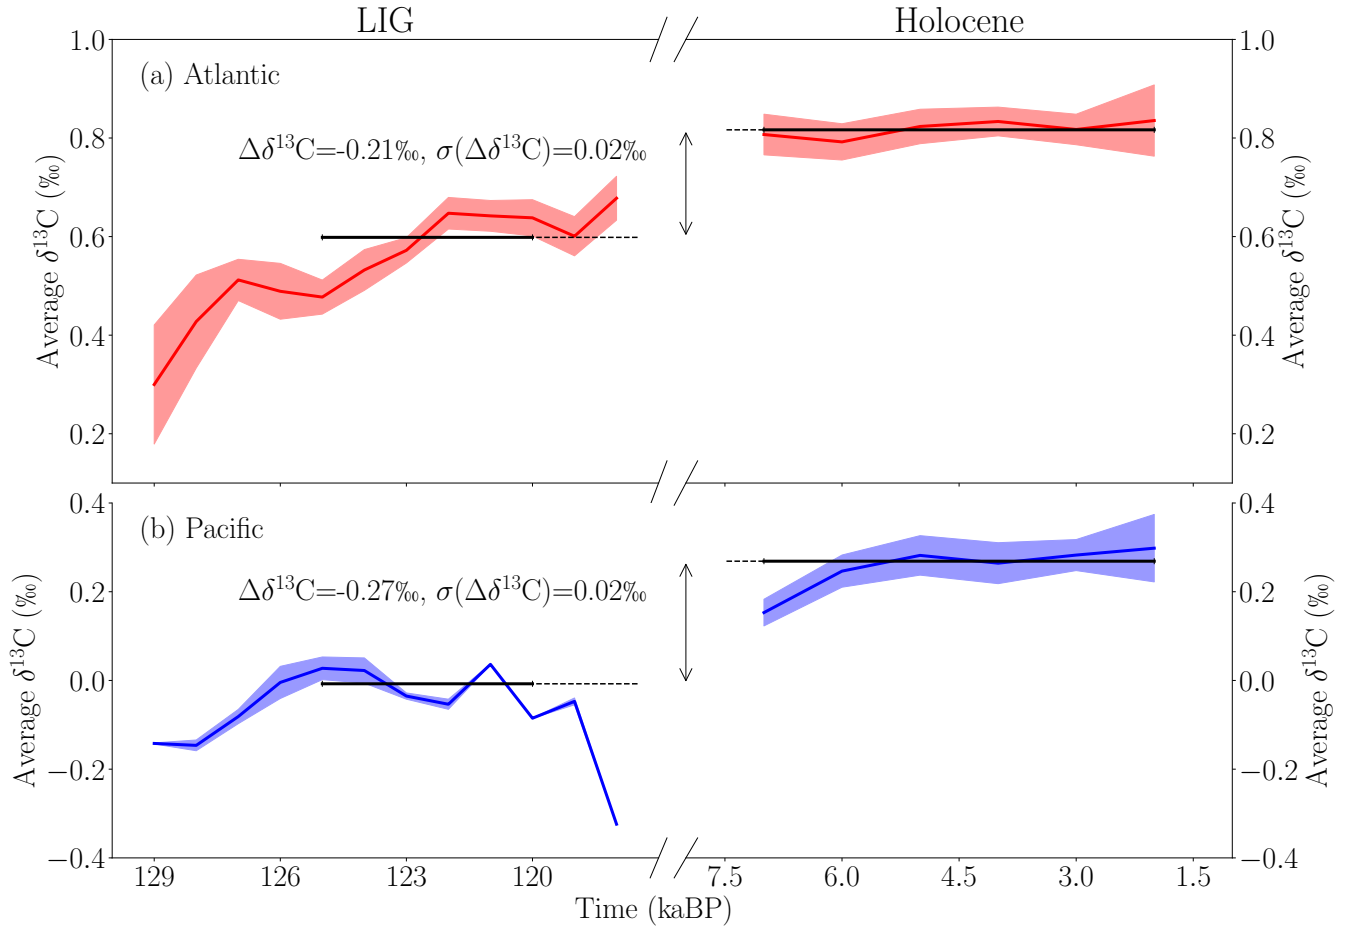 LIG
Holocene
(a) Atlantic
Δδ¹³C=-0.21‰, σ(Δδ¹³C)=0.02‰
Average δ¹³C (‰)
1.0
0.8
0.6
0.4
0.2
1.0
0.8
0.6
0.4
0.2
Average δ¹³C (‰)
(b) Pacific
Δδ¹³C=-0.27‰, σ(Δδ¹³C)=0.02‰
Average δ¹³C (‰)
0.4
0.2
0.0
−0.2
−0.4
0.4
0.2
0.0
−0.2
−0.4
Average δ¹³C (‰)
129 126 123 120 7.5 6.0 4.5 3.0 1.5
Time (kaBP)